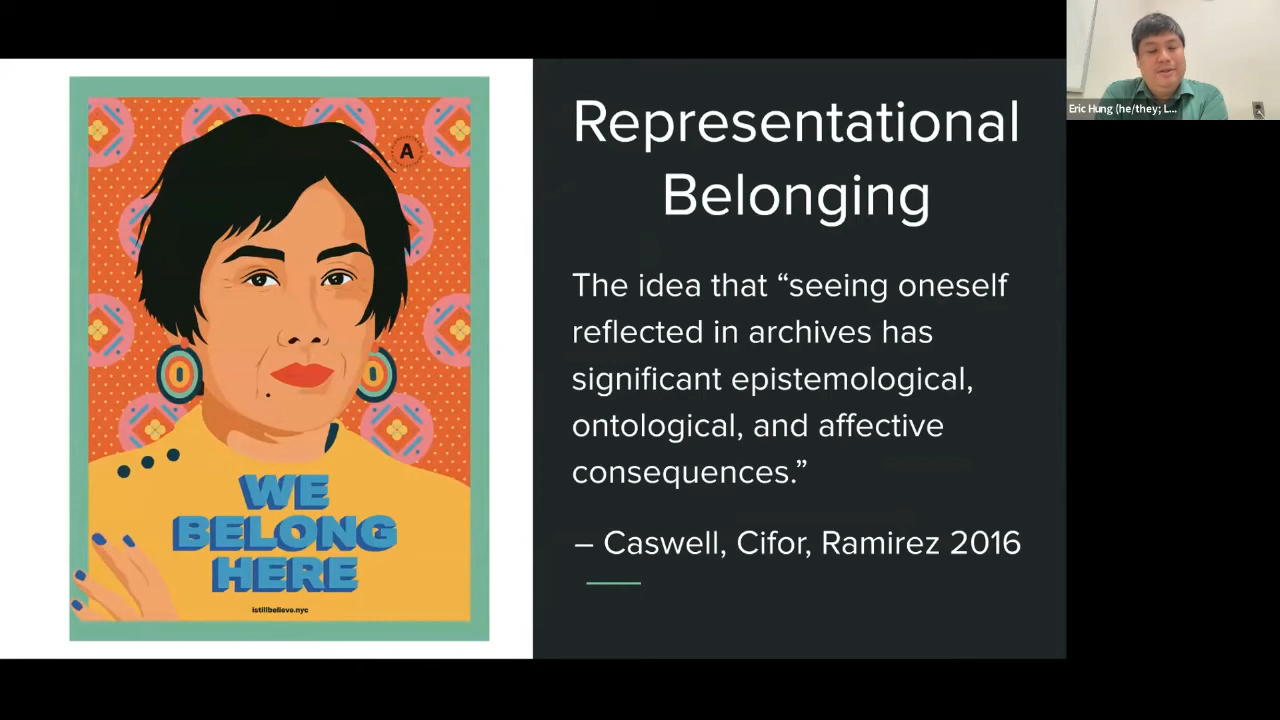 Representational
Belonging
The idea that “seeing oneself
reflected in archives has
significant epistemological,
ontological, and affective
consequences.”
– Caswell, Cifor, Ramirez 2016
A
WE
BELONG
HERE
istillbelieve.nyc
Eric Hung (he/they; L...